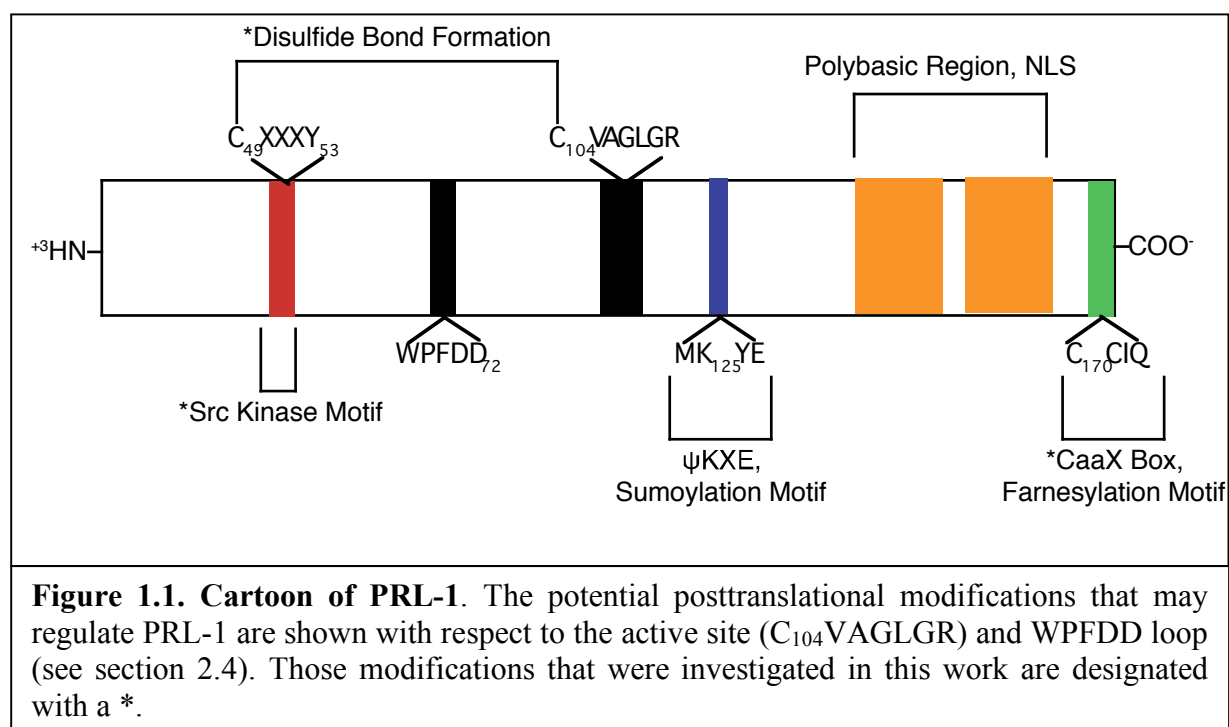 *Disulfide Bond Formation
Polybasic Region, NLS
C₄₉XXXY₅₃
C₁₀₄VAGLGR
⁺³HN
COO⁻
WPFDD₇₂
MK₁₂₅YE
C₁₇₀CIQ
*Src Kinase Motif
ψKXE,
Sumoylation Motif
*CaaX Box,
Farnesylation Motif
Figure 1.1. Cartoon of PRL-1. The potential posttranslational modifications that may
regulate PRL-1 are shown with respect to the active site (C₁₀₄VAGLGR) and WPFDD loop
(see section 2.4). Those modifications that were investigated in this work are designated
with a *.